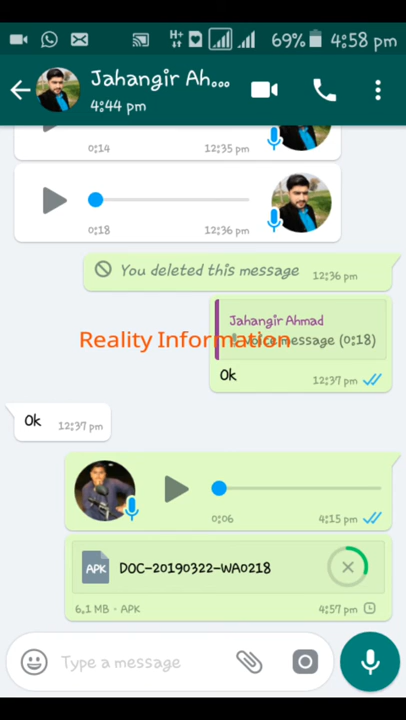 H+ 69% 4:58 pm
Jahangir Ah...
4:44 pm
0:14 12:35 pm
0:18 12:36 pm
You deleted this message 12:36 pm
Jahangir Ahmad
Reality Information
Voice message (0:18)
Ok 12:37 pm
Ok 12:37 pm
0:06 4:15 pm
APK DOC-20190322-WA0218
6.1 MB • APK 4:57 pm
Type a message